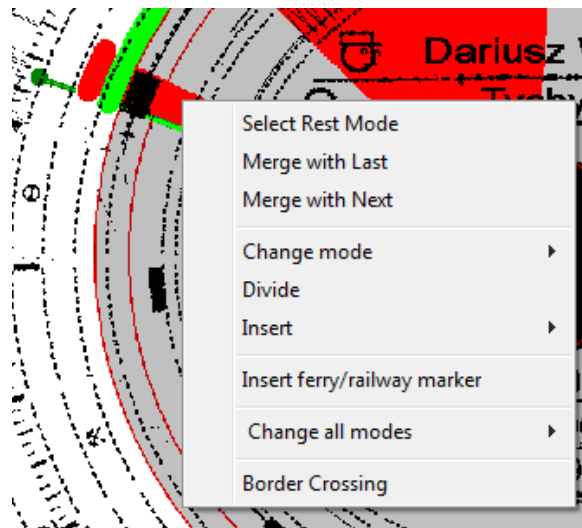 Dariusz
Select Rest Mode
Merge with Last
Merge with Next
Change mode
Divide
Insert
Insert ferry/railway marker
Change all modes
Border Crossing